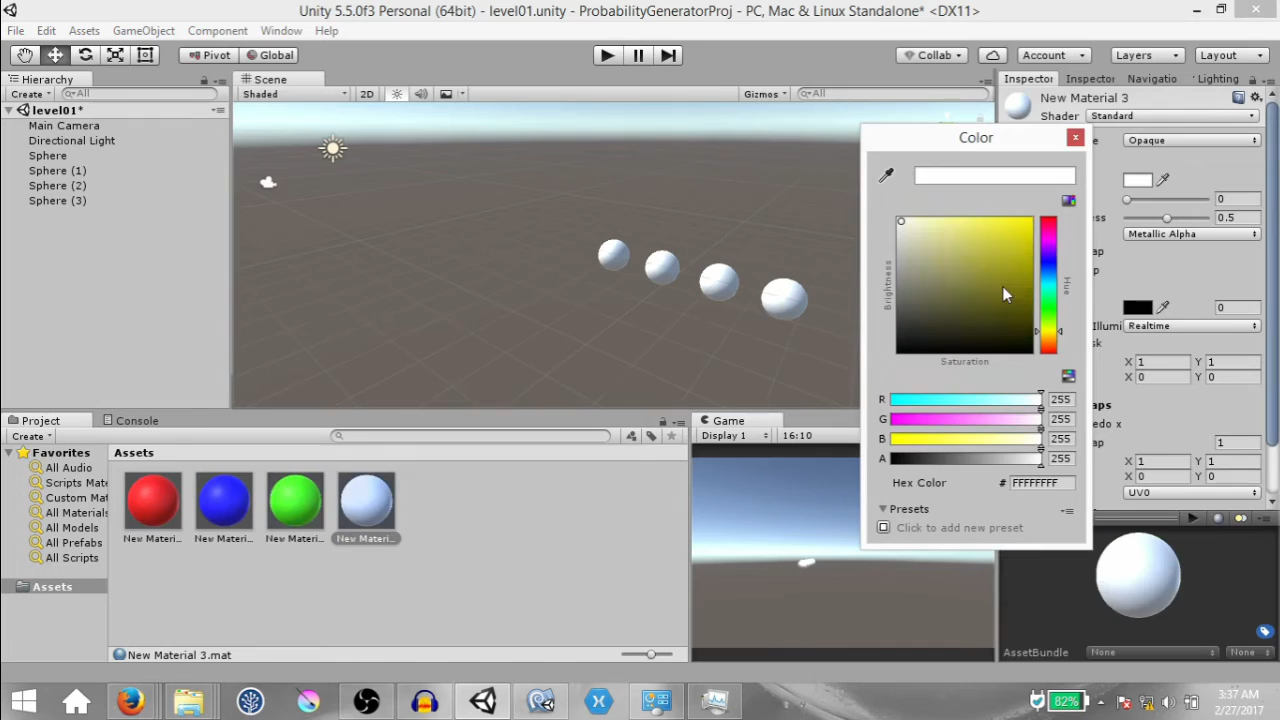 Unity 5.5.0f3 Personal (64bit) - level01.unity - ProbabilityGeneratorProj - PC, Mac & Linux Standalone* <DX11>
File Edit Assets GameObject Component Window Help
Pivot Global Collab Account Layers Layout
Hierarchy Scene Inspector Inspector Navigatio Lighting
Create All Shaded 2D Gizmos All
New Material 3
Shader Standard
level01*
Main Camera
Directional Light
Sphere
Sphere (1)
Sphere (2)
Sphere (3)
Color
Brightness
Hue
Saturation
R 255
G 255
B 255
A 255
Hex Color # FFFFFFFF
Presets
Click to add new preset
e Opaque
0
ess 0.5
Metallic Alpha
ap
p
0
Illumi Realtime
sk
X 1 Y 1
X 0 Y 0
aps
edo x
ap 1
X 1 Y 1
X 0 Y 0
UV0
AssetBundle None None
Project Console
Create
Favorites
All Audio
Scripts Mate
Custom Mat
All Materials
All Models
All Prefabs
All Scripts
Assets
Assets
New Materi...
New Materi...
New Materi...
New Materi...
New Material 3.mat
Game
Display 1 16:10
82%
3:37 AM
2/27/2017